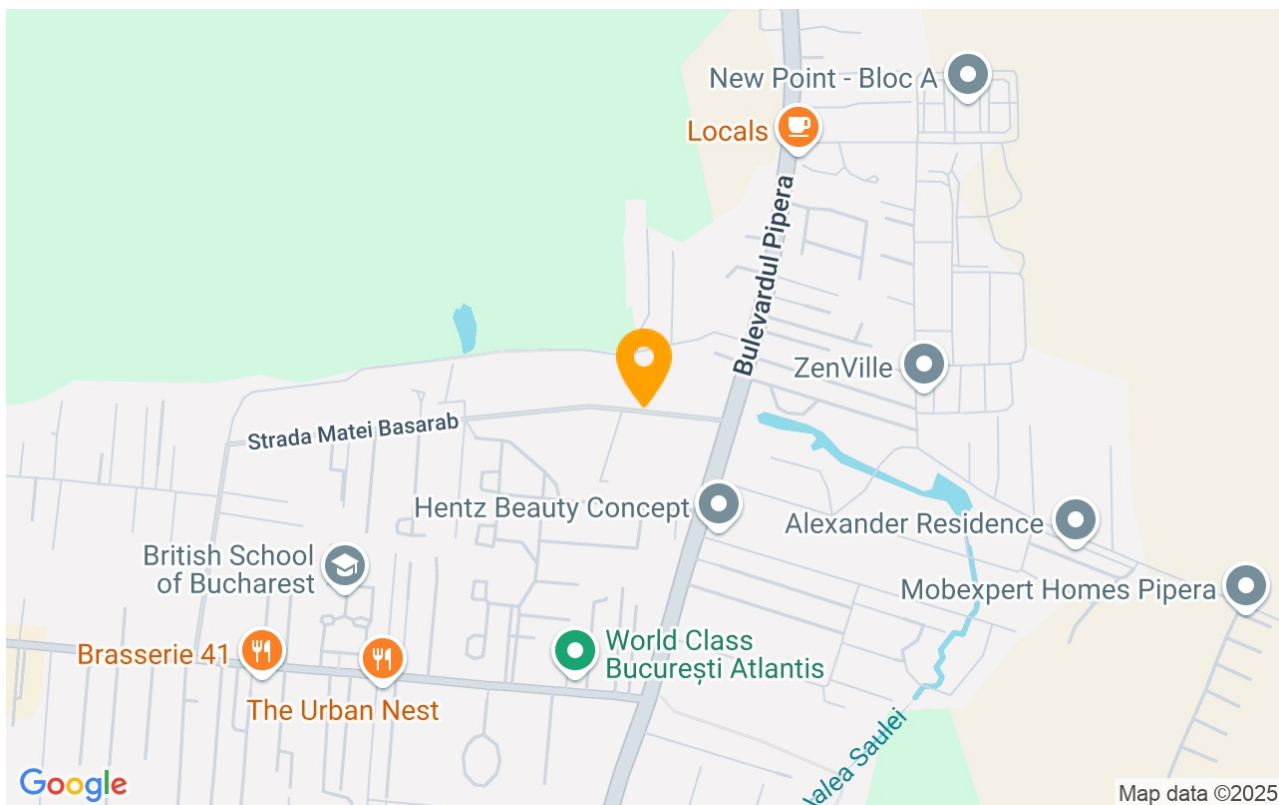 New Point - Bloc A
Locals
Bulevardul Pipera
ZenVille
Strada Matei Basarab
Hentz Beauty Concept
Alexander Residence
British School
of Bucharest
Mobexpert Homes Pipera
World Class
București Atlantis
Brasserie 41
The Urban Nest
Saulei
Google
Map data ©2025